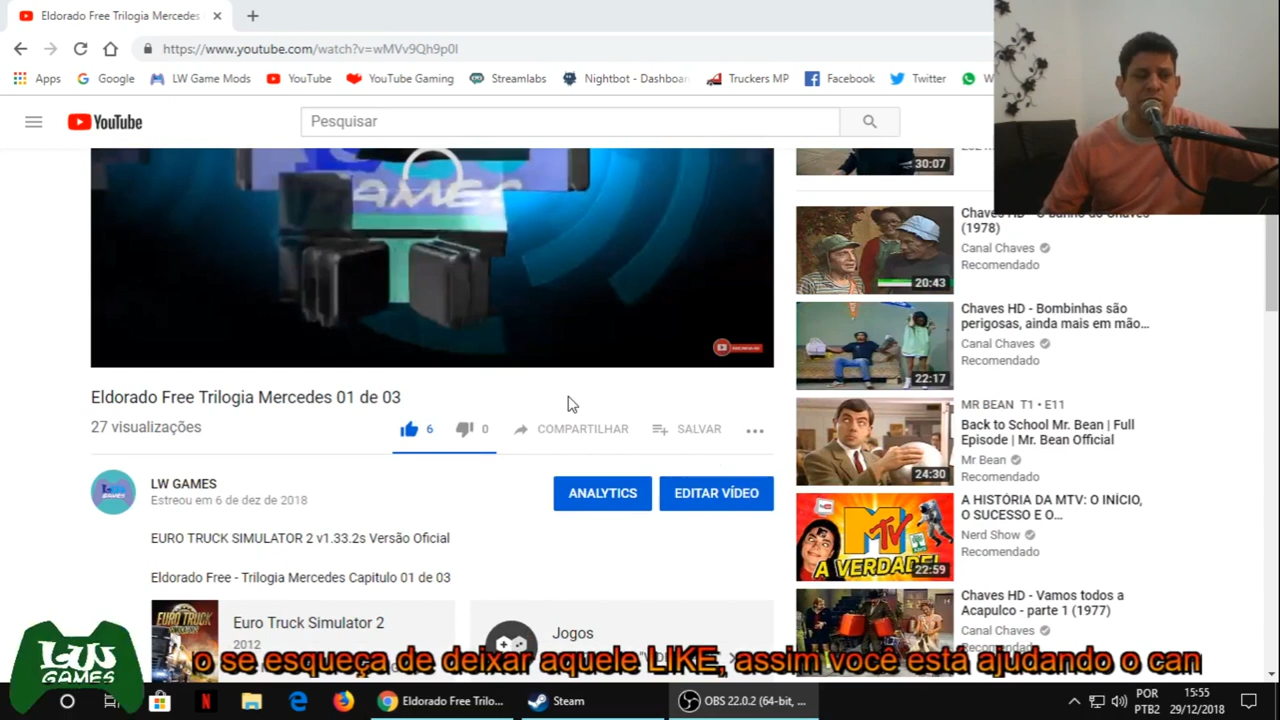 Eldorado Free Trilogia Mercedes
https://www.youtube.com/watch?v=wMVv9Qh9p0I
Apps Google LW Game Mods YouTube YouTube Gaming Streamlabs Nightbot - Dashboar Truckers MP Facebook Twitter W
YouTube
Pesquisar
GAMES
Eldorado Free Trilogia Mercedes 01 de 03
27 visualizações
6 0 COMPARTILHAR SALVAR
LW GAMES
Estreou em 6 de dez de 2018
ANALYTICS EDITAR VÍDEO
EURO TRUCK SIMULATOR 2 v1.33.2s Versão Oficial
Eldorado Free - Trilogia Mercedes Capitulo 01 de 03
EURO TRUCK
Euro Truck Simulator 2
2012
Jogos
30:07
Chaves HD - O banho do Chaves
(1978)
Canal Chaves
Recomendado
20:43
Chaves HD - Bombinhas são
perigosas, ainda mais em mão...
Canal Chaves
Recomendado
22:17
MR BEAN T1 • E11
Back to School Mr. Bean | Full
Episode | Mr. Bean Official
Mr Bean
Recomendado
24:30
A HISTÓRIA DA MTV: O INÍCIO,
O SUCESSO E O...
Nerd Show
Recomendado
MTV
A VERDADE!
22:59
Chaves HD - Vamos todos a
Acapulco - parte 1 (1977)
Canal Chaves
Recomendado
LW
GAMES
o se esqueça de deixar aquele LIKE, assim você está ajudando o can
Eldorado Free Trilo...
Steam
OBS 22.0.2 (64-bit, ...
POR
PTB2
15:55
29/12/2018